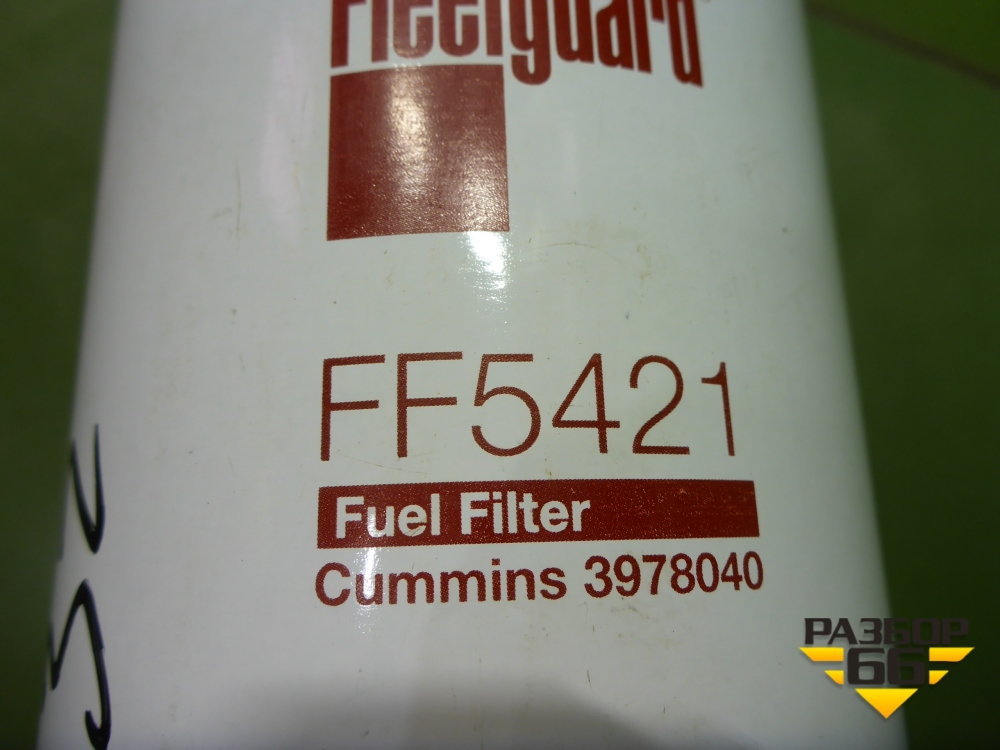 Fleetguard
FF5421
Fuel Filter
Cummins 3978040
РАЗБОР
66